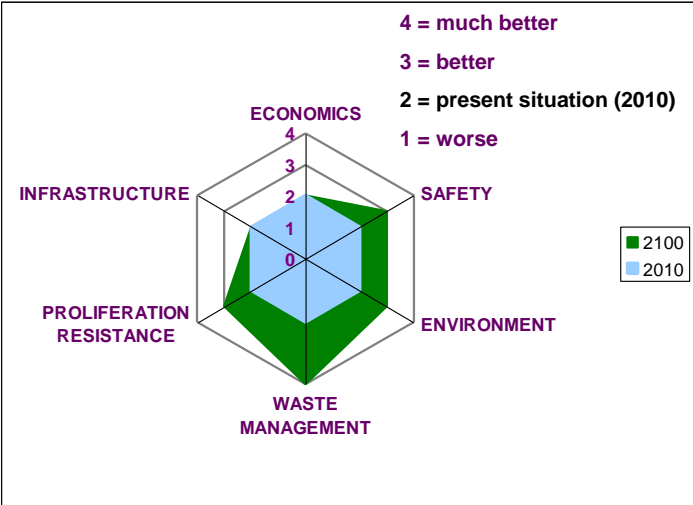 4 = much better
3 = better
2 = present situation (2010)
1 = worse
ECONOMICS
4
3
2
1
0
INFRASTRUCTURE
SAFETY
2100
2010
PROLIFERATION
RESISTANCE
ENVIRONMENT
WASTE
MANAGEMENT